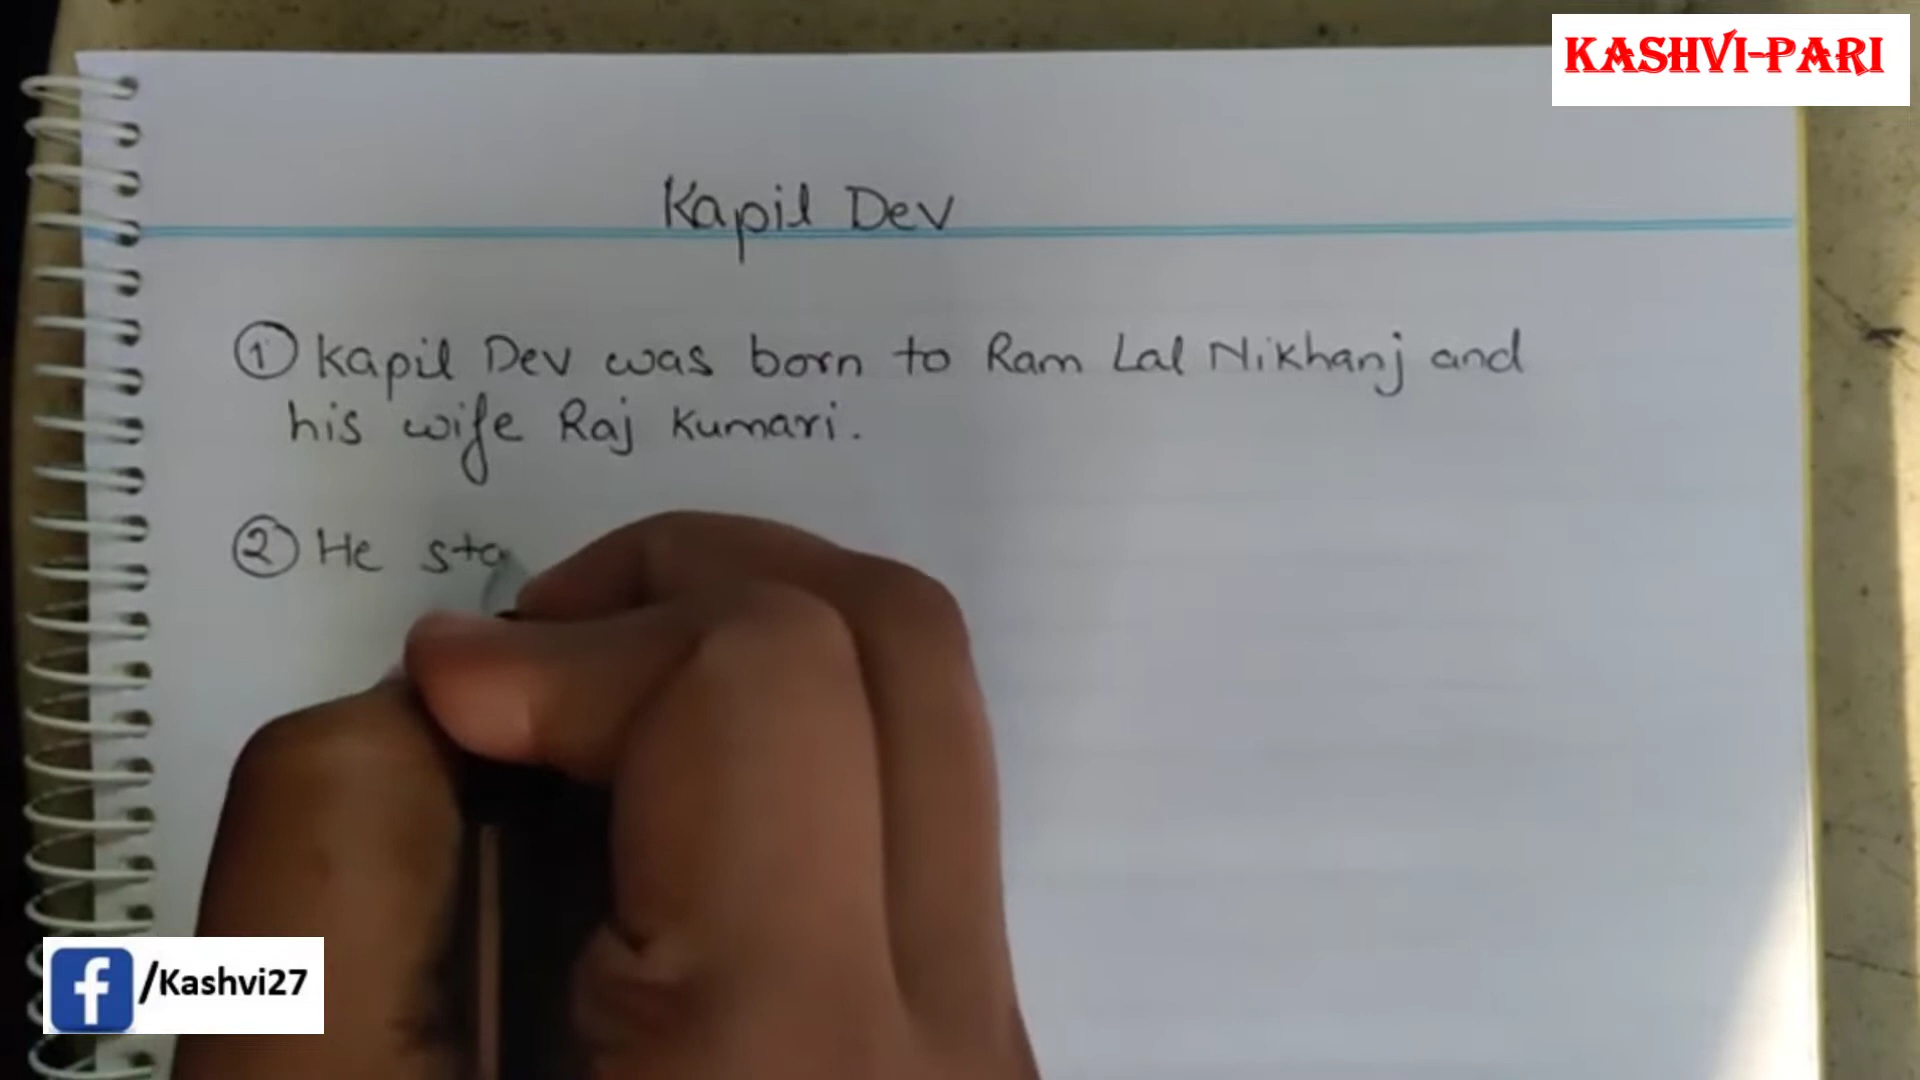 KASHVI-PARI
Kapil Dev
① Kapil Dev was born to Ram Lal Nikhanj and
his wife Raj Kumari.
② He sta
f/Kashvi27